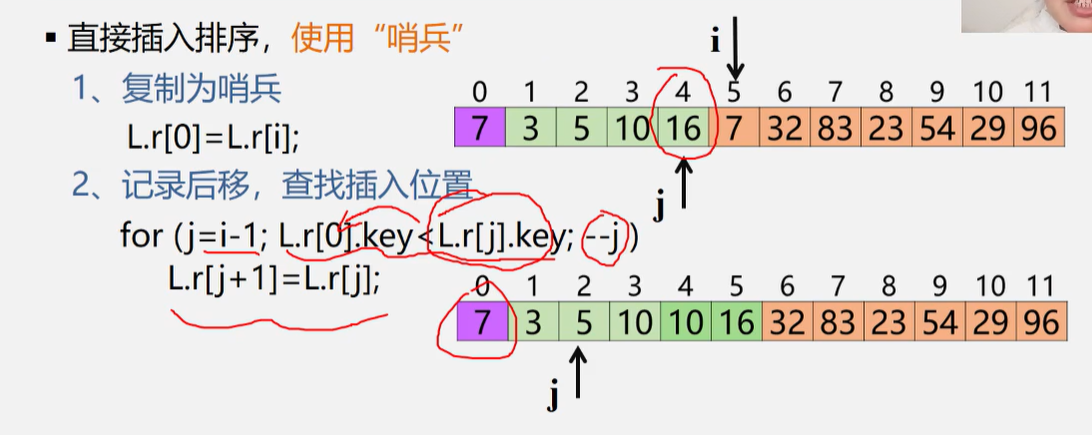 ▪ 直接插入排序，使用“哨兵”
1、复制为哨兵
L.r[0]=L.r[i];
i
0 1 2 3 4 5 6 7 8 9 10 11
7 3 5 10 16 7 32 83 23 54 29 96
j
2、记录后移，查找插入位置
for (j=i-1; L.r[0].key<L.r[j].key; --j)
L.r[j+1]=L.r[j];
0 1 2 3 4 5 6 7 8 9 10 11
7 3 5 10 10 16 32 83 23 54 29 96
j